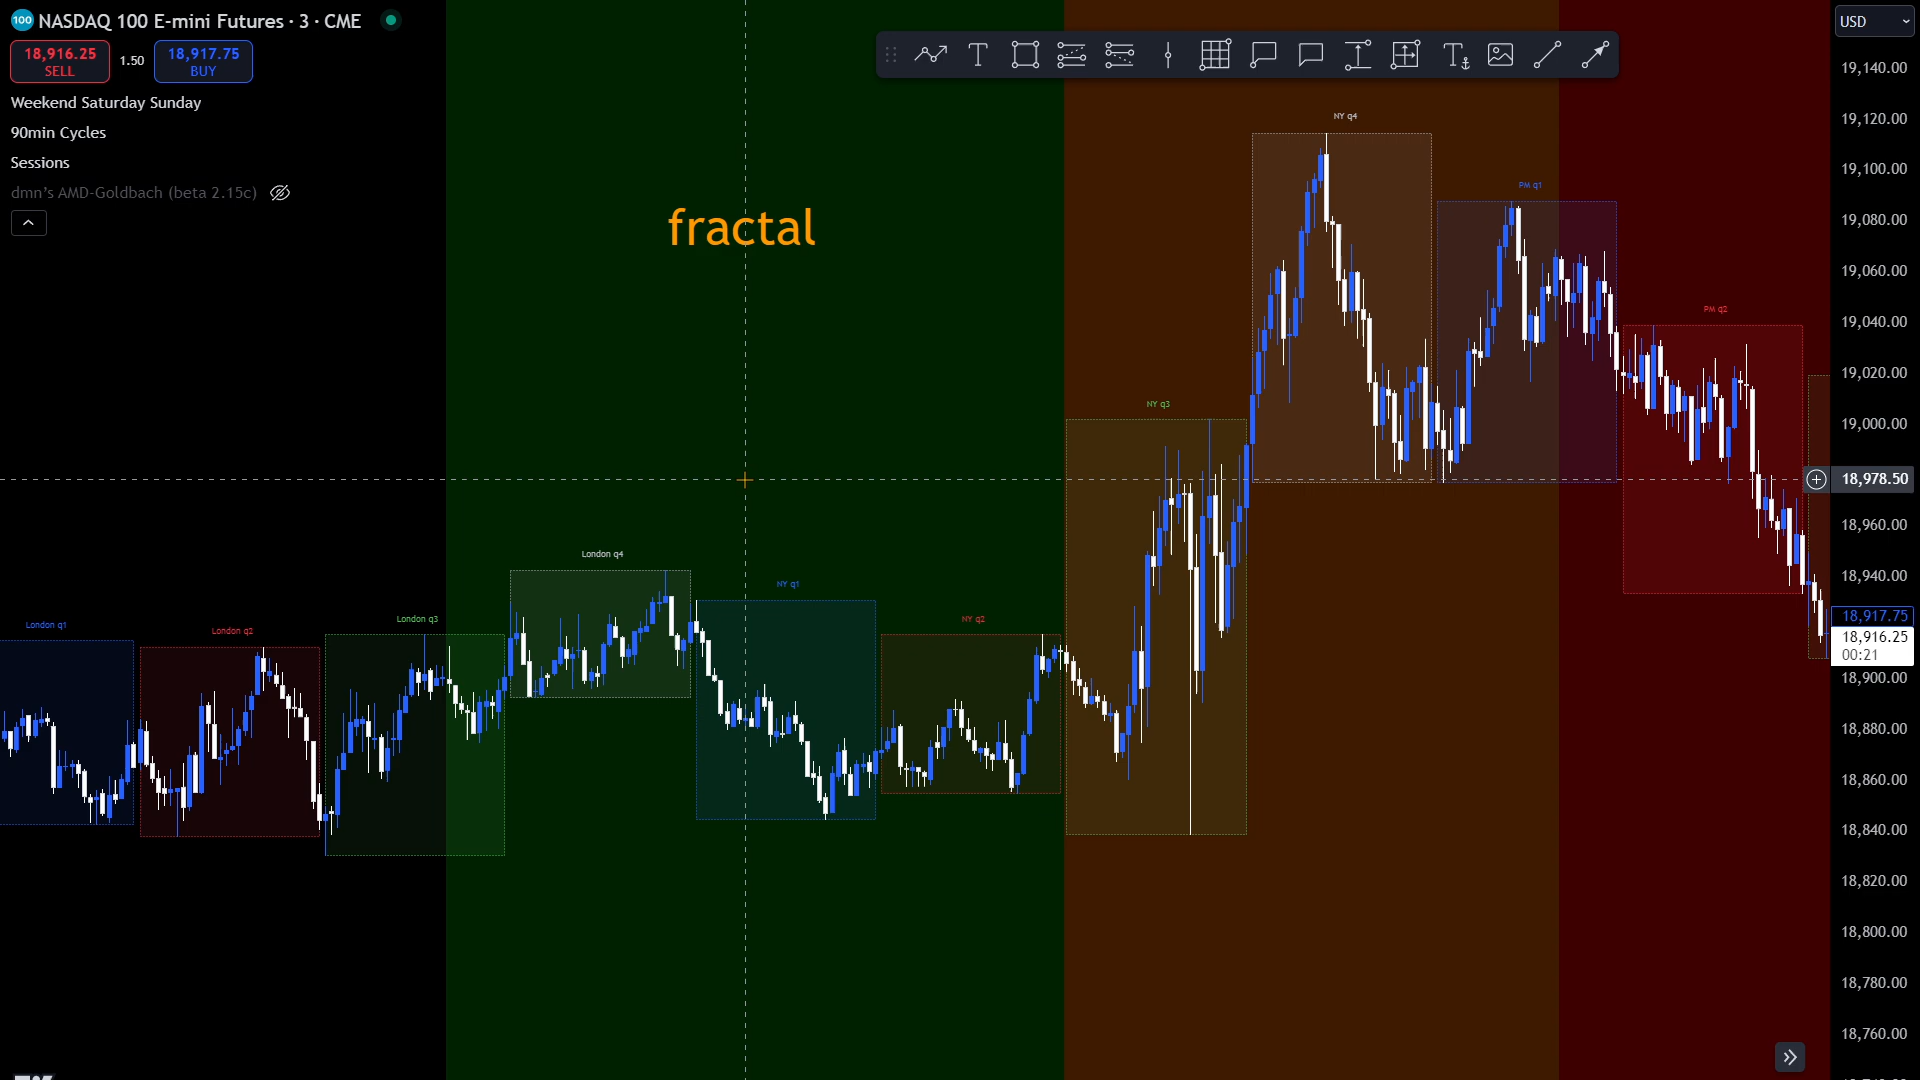 100 NASDAQ 100 E-mini Futures · 3 · CME
USD
18,916.25
SELL
1.50
18,917.75
BUY
Weekend Saturday Sunday
90min Cycles
Sessions
dmn's AMD-Goldbach (beta 2.15c)
fractal
London q1
London q2
London q3
London q4
NY q1
NY q2
NY q3
NY q4
PM q1
PM q2
19,140.00
19,120.00
19,100.00
19,080.00
19,060.00
19,040.00
19,020.00
19,000.00
18,978.50
18,960.00
18,940.00
18,917.75
18,916.25
00:21
18,900.00
18,880.00
18,860.00
18,840.00
18,820.00
18,800.00
18,780.00
18,760.00